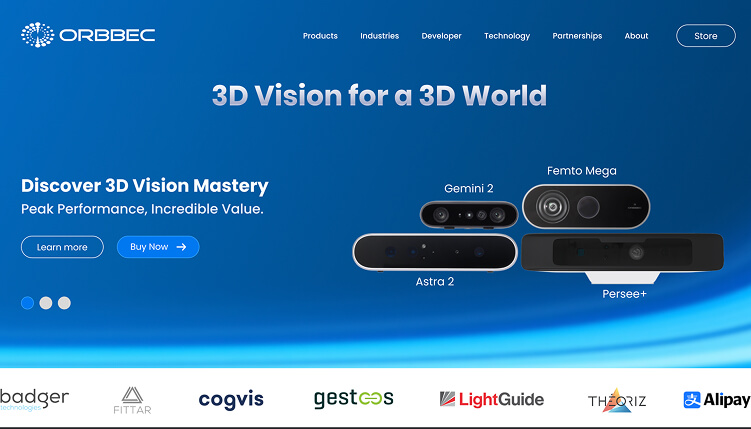 ORBBEC
Products Industries Developer Technology Partnerships About Store
3D Vision for a 3D World
Discover 3D Vision Mastery
Peak Performance, Incredible Value.
Learn more Buy Now
Femto Mega
Gemini 2
Astra 2
Persee+
badger
technologies
FITTAR
cogvis
gestoos
LightGuide
THEORIZ
Alipay